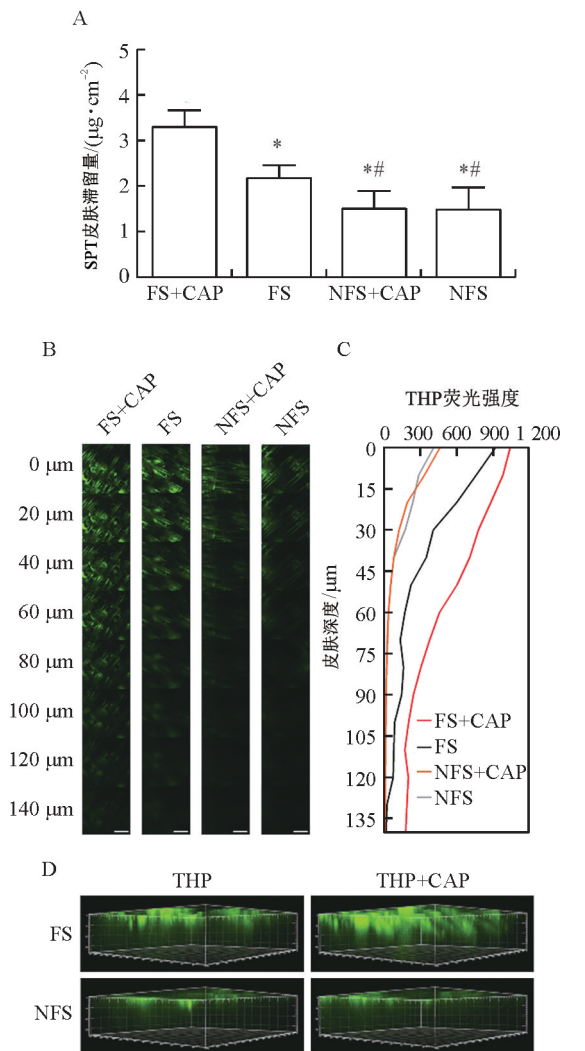 A
SPT皮肤滞留量/(μg·cm⁻²)
5
4
3
2
1
0
*
*#
*#
FS+CAP FS NFS+CAP NFS
B
FS+CAP FS NFS+CAP NFS
0 μm
20 μm
40 μm
60 μm
80 μm
100 μm
120 μm
140 μm
C
THP荧光强度
0 300 600 900 1 200
皮肤深度/μm
0
15
30
45
60
75
90
105
120
135
FS+CAP
FS
NFS+CAP
NFS
D
THP THP+CAP
FS
NFS